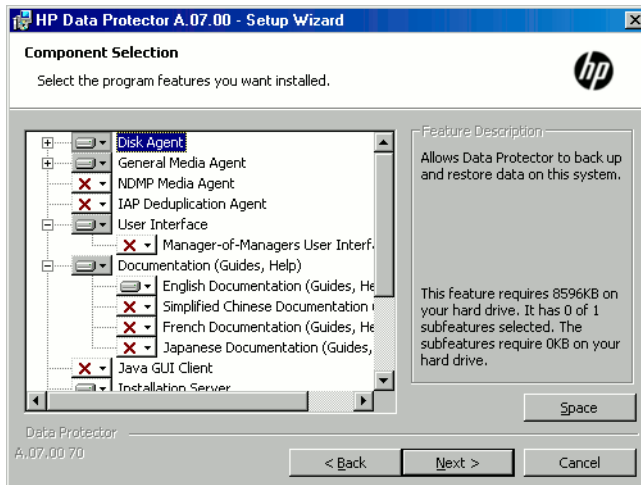 HP Data Protector A.07.00 - Setup Wizard
Component Selection
Select the program features you want installed.
hp
Disk Agent
General Media Agent
NDMP Media Agent
IAP Deduplication Agent
User Interface
Manager-of-Managers User Interf
Documentation (Guides, Help)
English Documentation (Guides, He
Simplified Chinese Documentation
French Documentation (Guides, He
Japanese Documentation (Guides,
Java GUI Client
Installation Server
Feature Description
Allows Data Protector to back up
and restore data on this system.
This feature requires 8596KB on
your hard drive. It has 0 of 1
subfeatures selected. The
subfeatures require 0KB on your
hard drive.
Space
Data Protector
A.07.00 70
< Back
Next >
Cancel